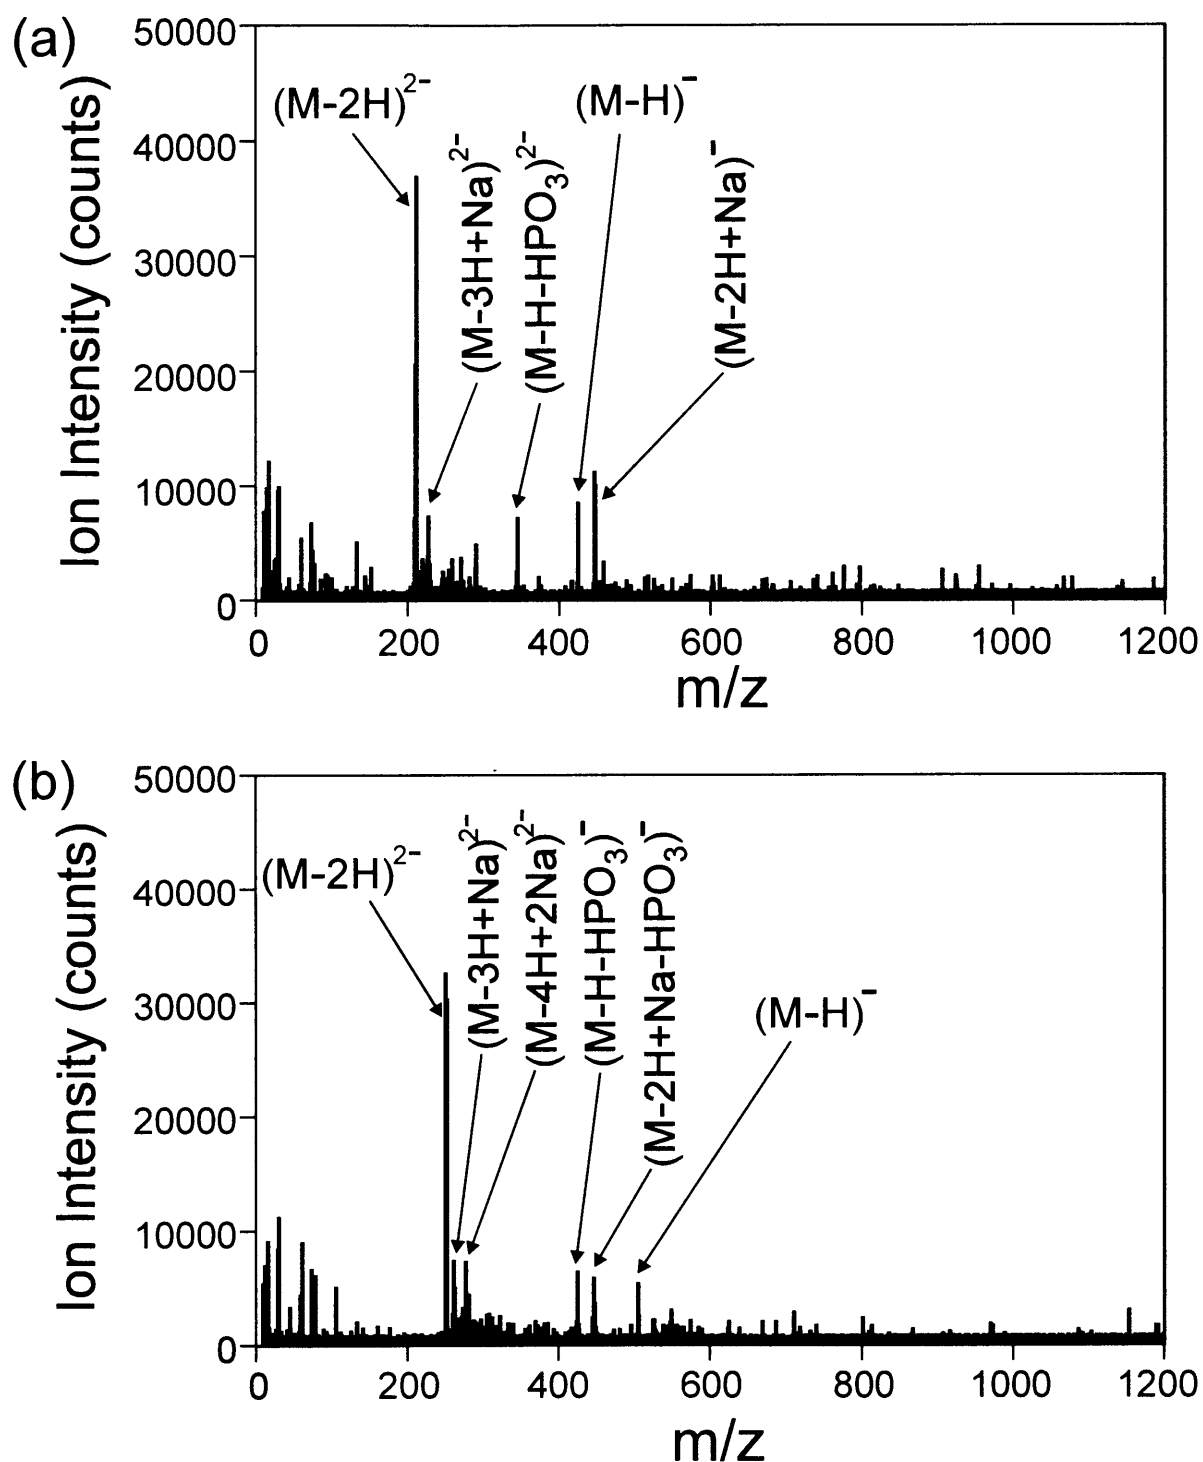 (a)
Ion Intensity (counts)
50000
40000
30000
20000
10000
0
(M-2H)²⁻
(M-3H+Na)²⁻
(M-H-HPO₃)²⁻
(M-H)⁻
(M-2H+Na)⁻
0 200 400 600 800 1000 1200
m/z
(b)
Ion Intensity (counts)
50000
40000
30000
20000
10000
0
(M-2H)²⁻
(M-3H+Na)²⁻
(M-4H+2Na)²⁻
(M-H-HPO₃)⁻
(M-2H+Na-HPO₃)⁻
(M-H)⁻
0 200 400 600 800 1000 1200
m/z